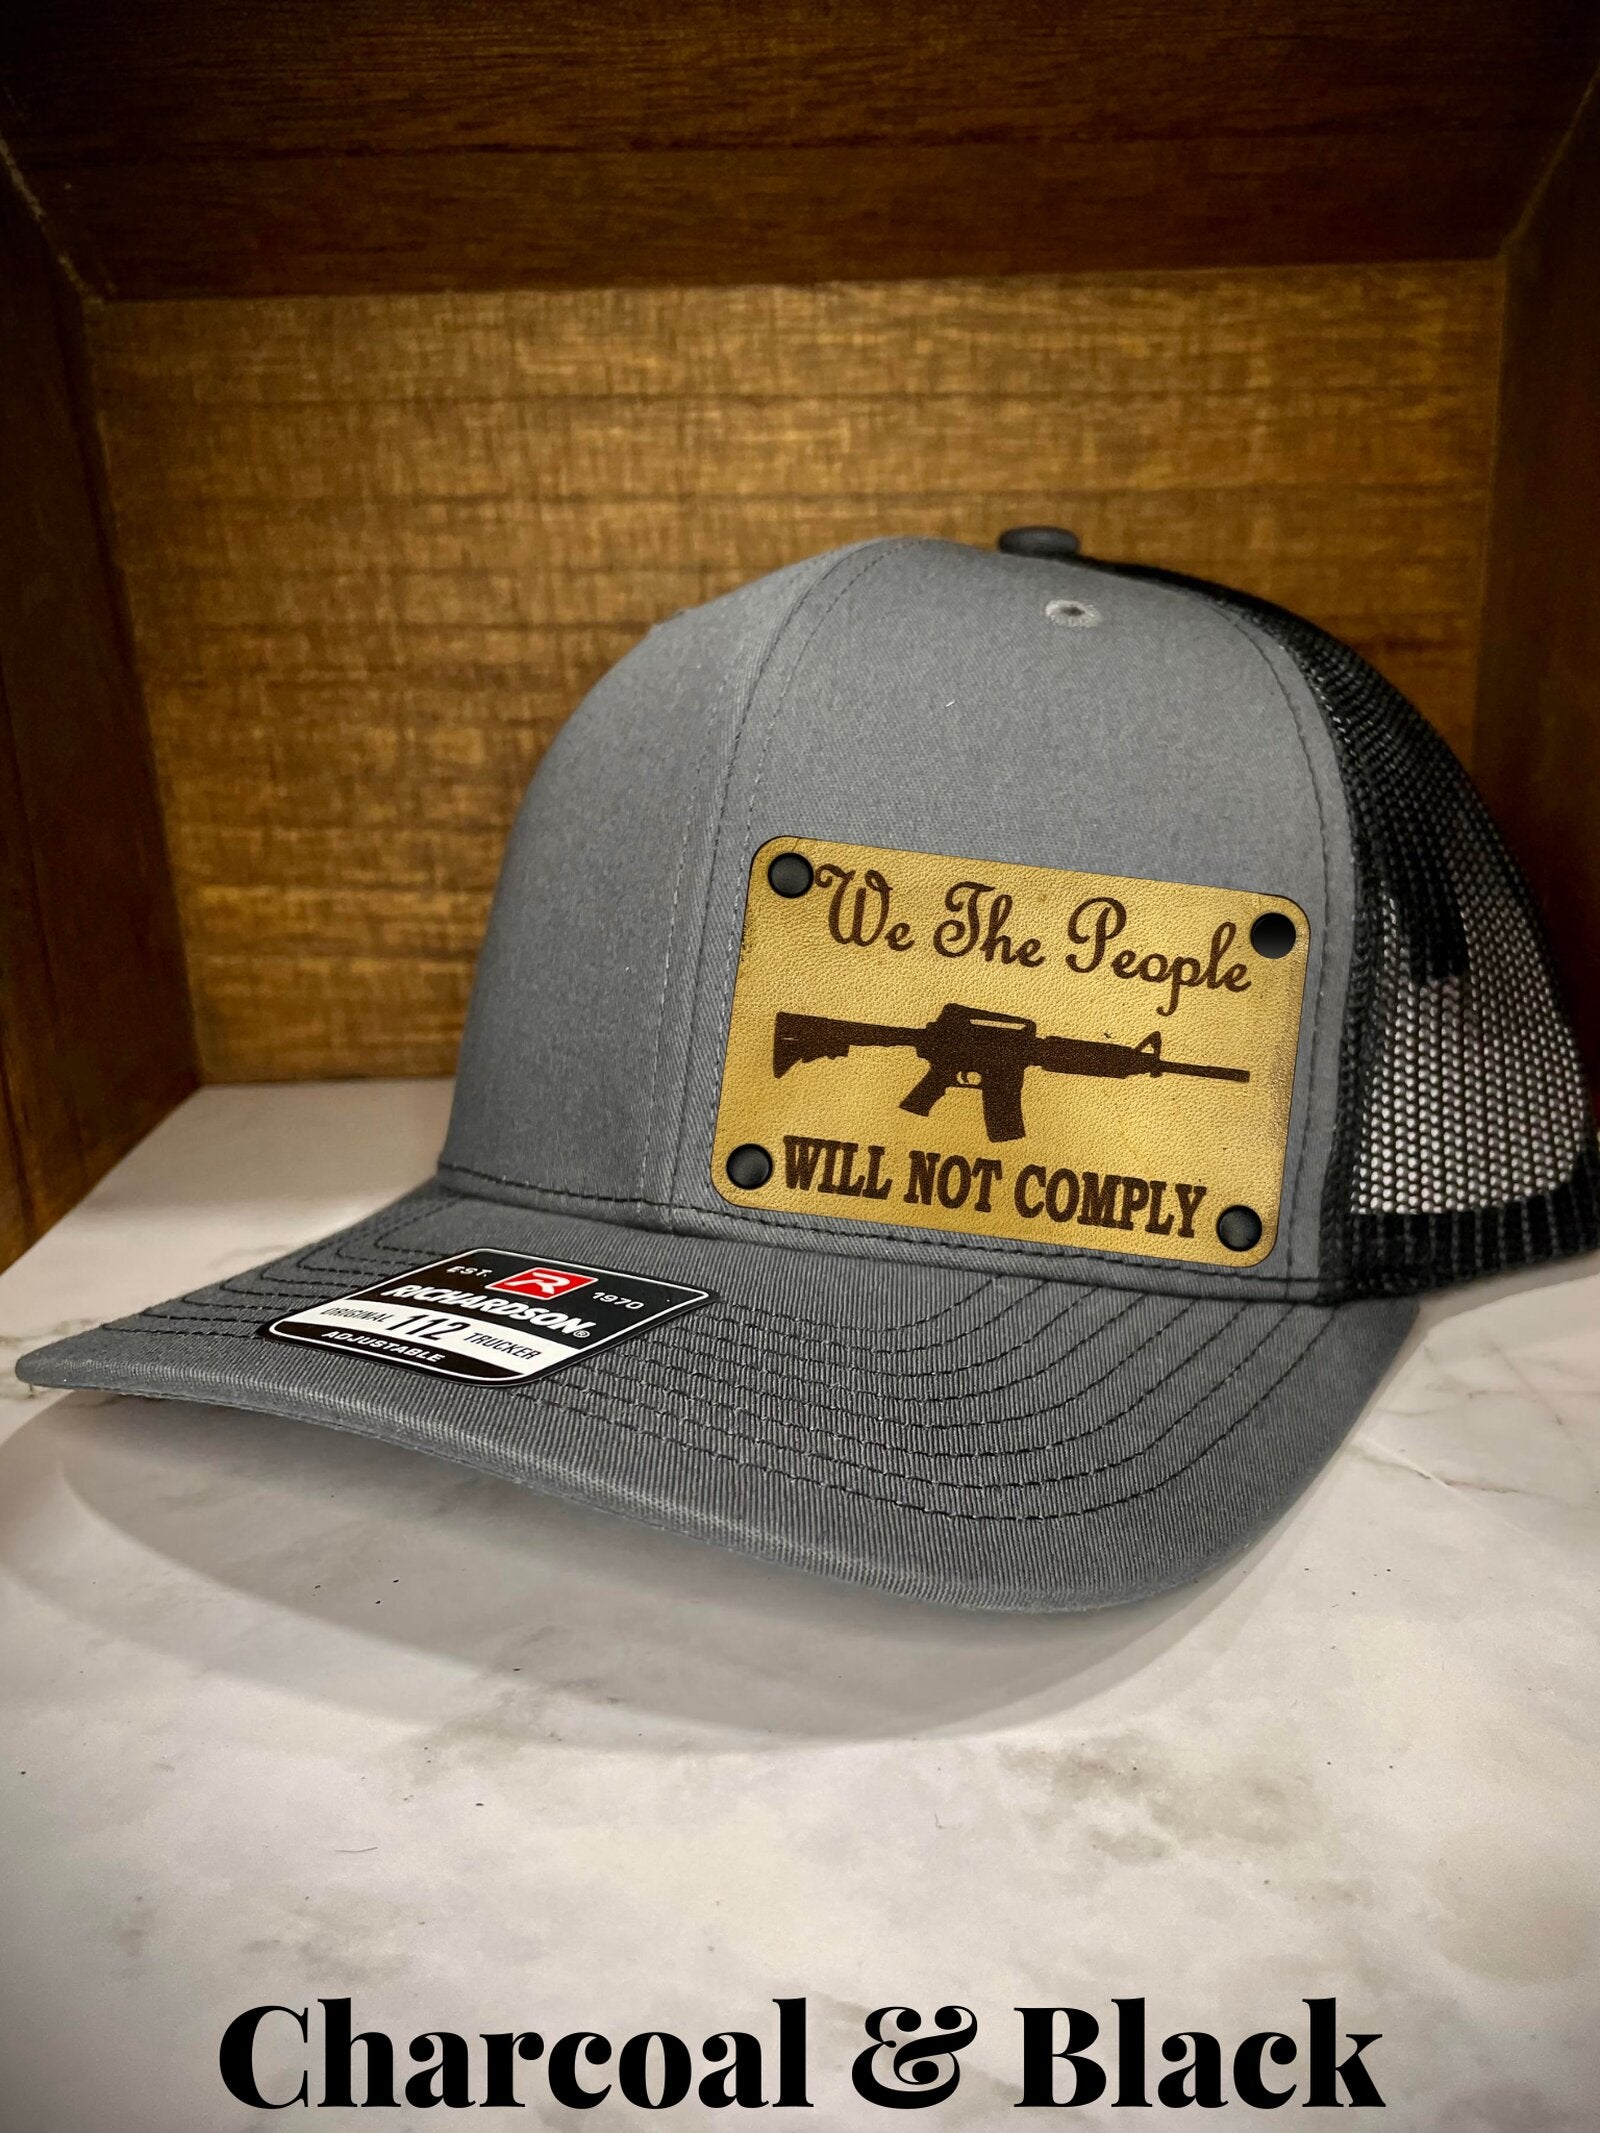 We The People
WILL NOT COMPLY
EST. R 1970
RICHARDSON®
ORIGINAL 112 TRUCKER
ADJUSTABLE
Charcoal & Black